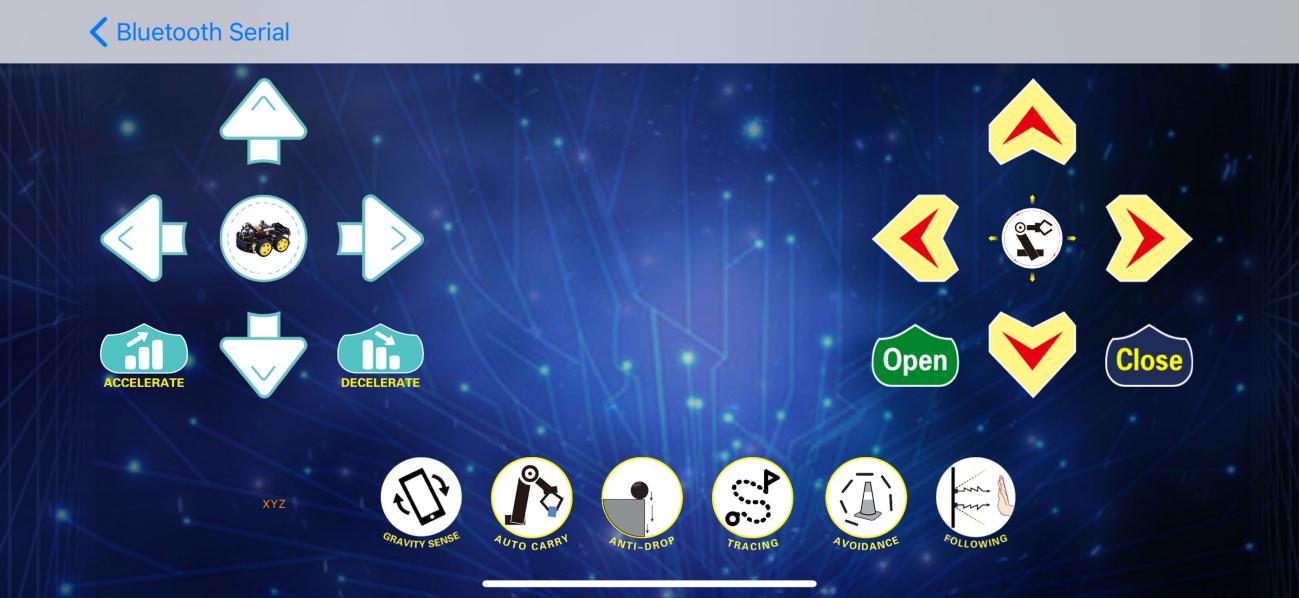 Bluetooth Serial
ACCELERATE
DECELERATE
Open
Close
XYZ
GRAVITY SENSE
AUTO CARRY
ANTI-DROP
TRACING
AVOIDANCE
FOLLOWING